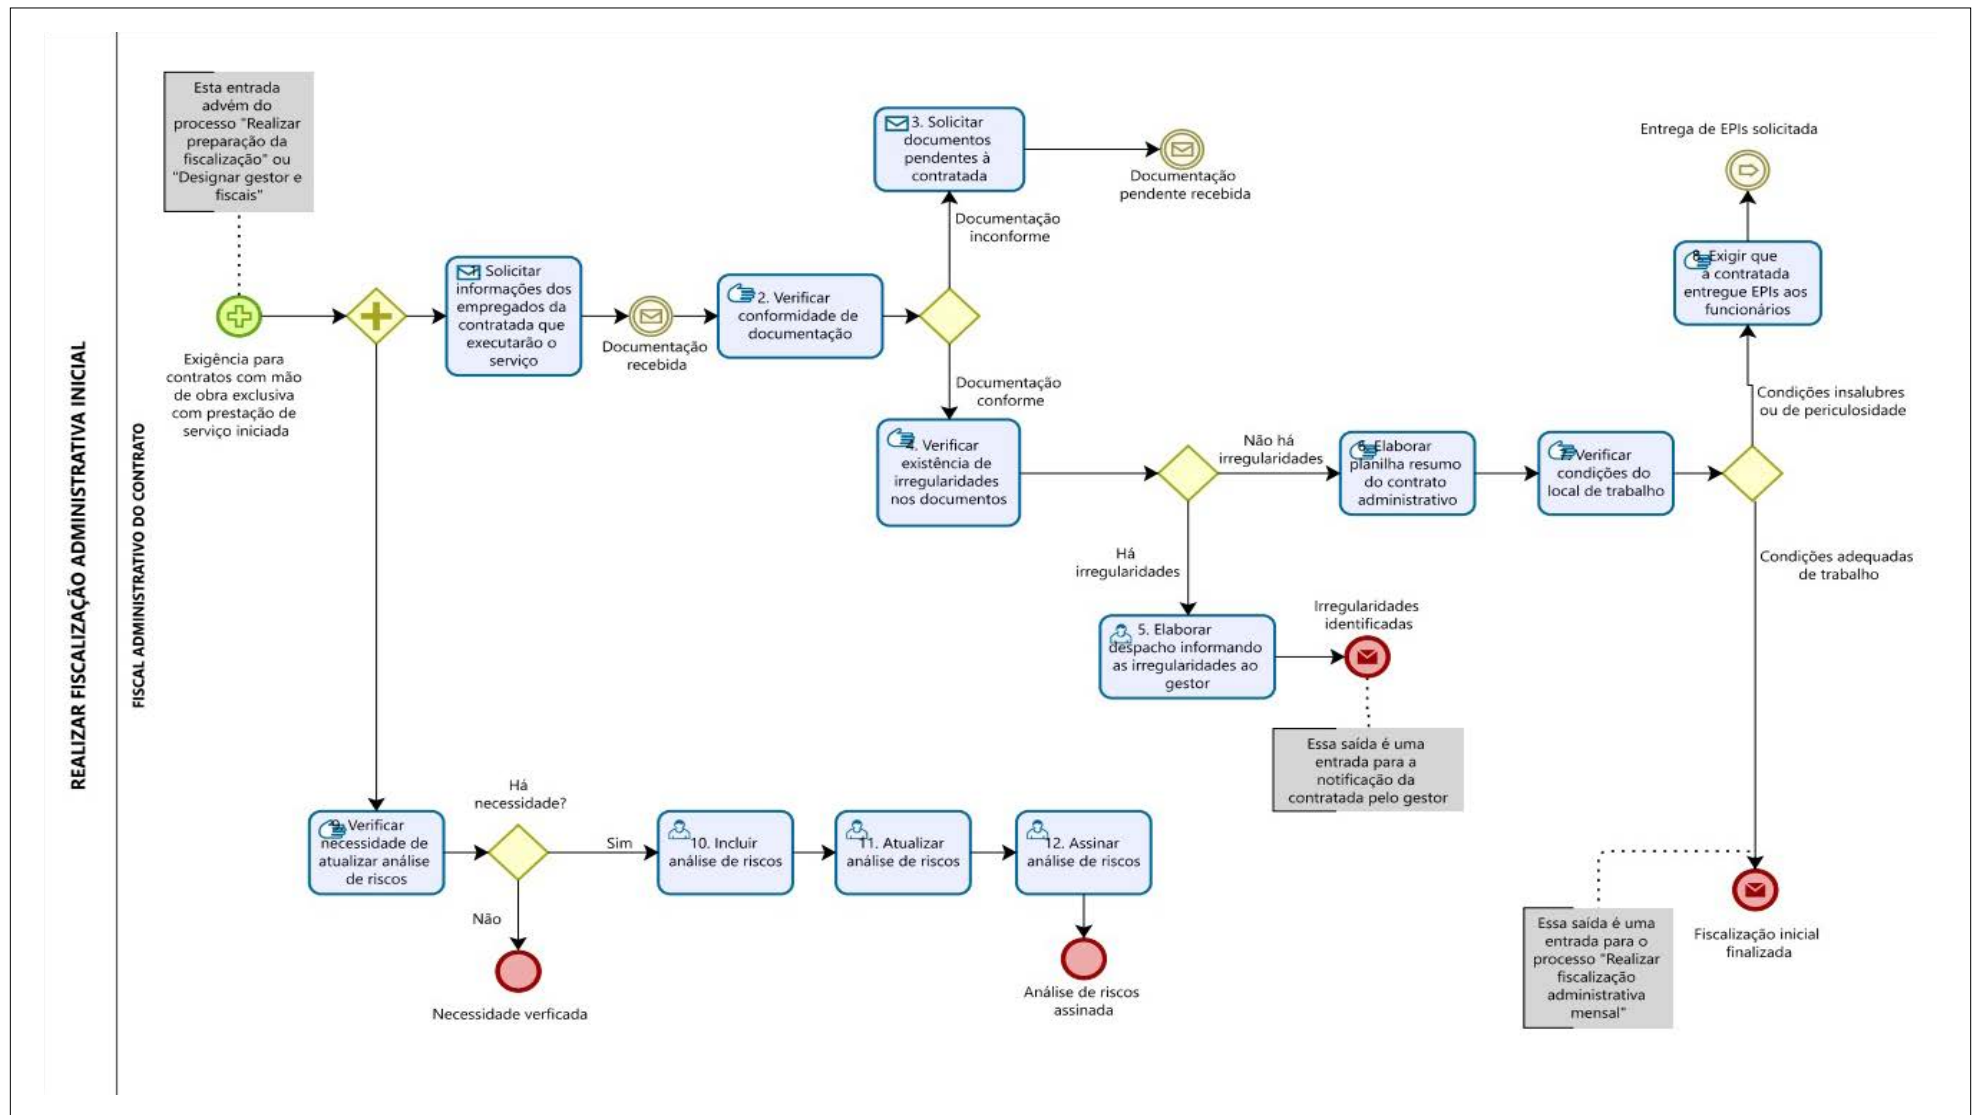 REALIZAR FISCALIZAÇÃO ADMINISTRATIVA INICIAL
FISCAL ADMINISTRATIVO DO CONTRATO
Esta entrada
advém do
processo "Realizar
preparação da
fiscalização" ou
"Designar gestor e
fiscais"
Exigência para
contratos com mão
de obra exclusiva
com prestação de
serviço iniciada
1. Solicitar
informações dos
empregados da
contratada que
executarão o
serviço
Documentação
recebida
2. Verificar
conformidade de
documentação
Documentação
inconforme
3. Solicitar
documentos
pendentes à
contratada
Documentação
pendente recebida
Documentação
conforme
4. Verificar
existência de
irregularidades
nos documentos
Não há
irregularidades
Há
irregularidades
5. Elaborar
despacho informando
as irregularidades ao
gestor
Irregularidades
identificadas
Essa saída é uma
entrada para a
notificação da
contratada pelo gestor
6. Elaborar
planilha resumo
do contrato
administrativo
7. Verificar
condições do
local de trabalho
Condições insalubres
ou de periculosidade
8. Exigir que
a contratada
entregue EPIs aos
funcionários
Entrega de EPIs solicitada
Condições adequadas
de trabalho
Fiscalização inicial
finalizada
Essa saída é uma
entrada para o
processo "Realizar
fiscalização
administrativa
mensal"
9. Verificar
necessidade de
atualizar análise
de riscos
Há
necessidade?
Sim
Não
Necessidade verficada
10. Incluir
análise de riscos
11. Atualizar
análise de riscos
12. Assinar
análise de riscos
Análise de riscos
assinada